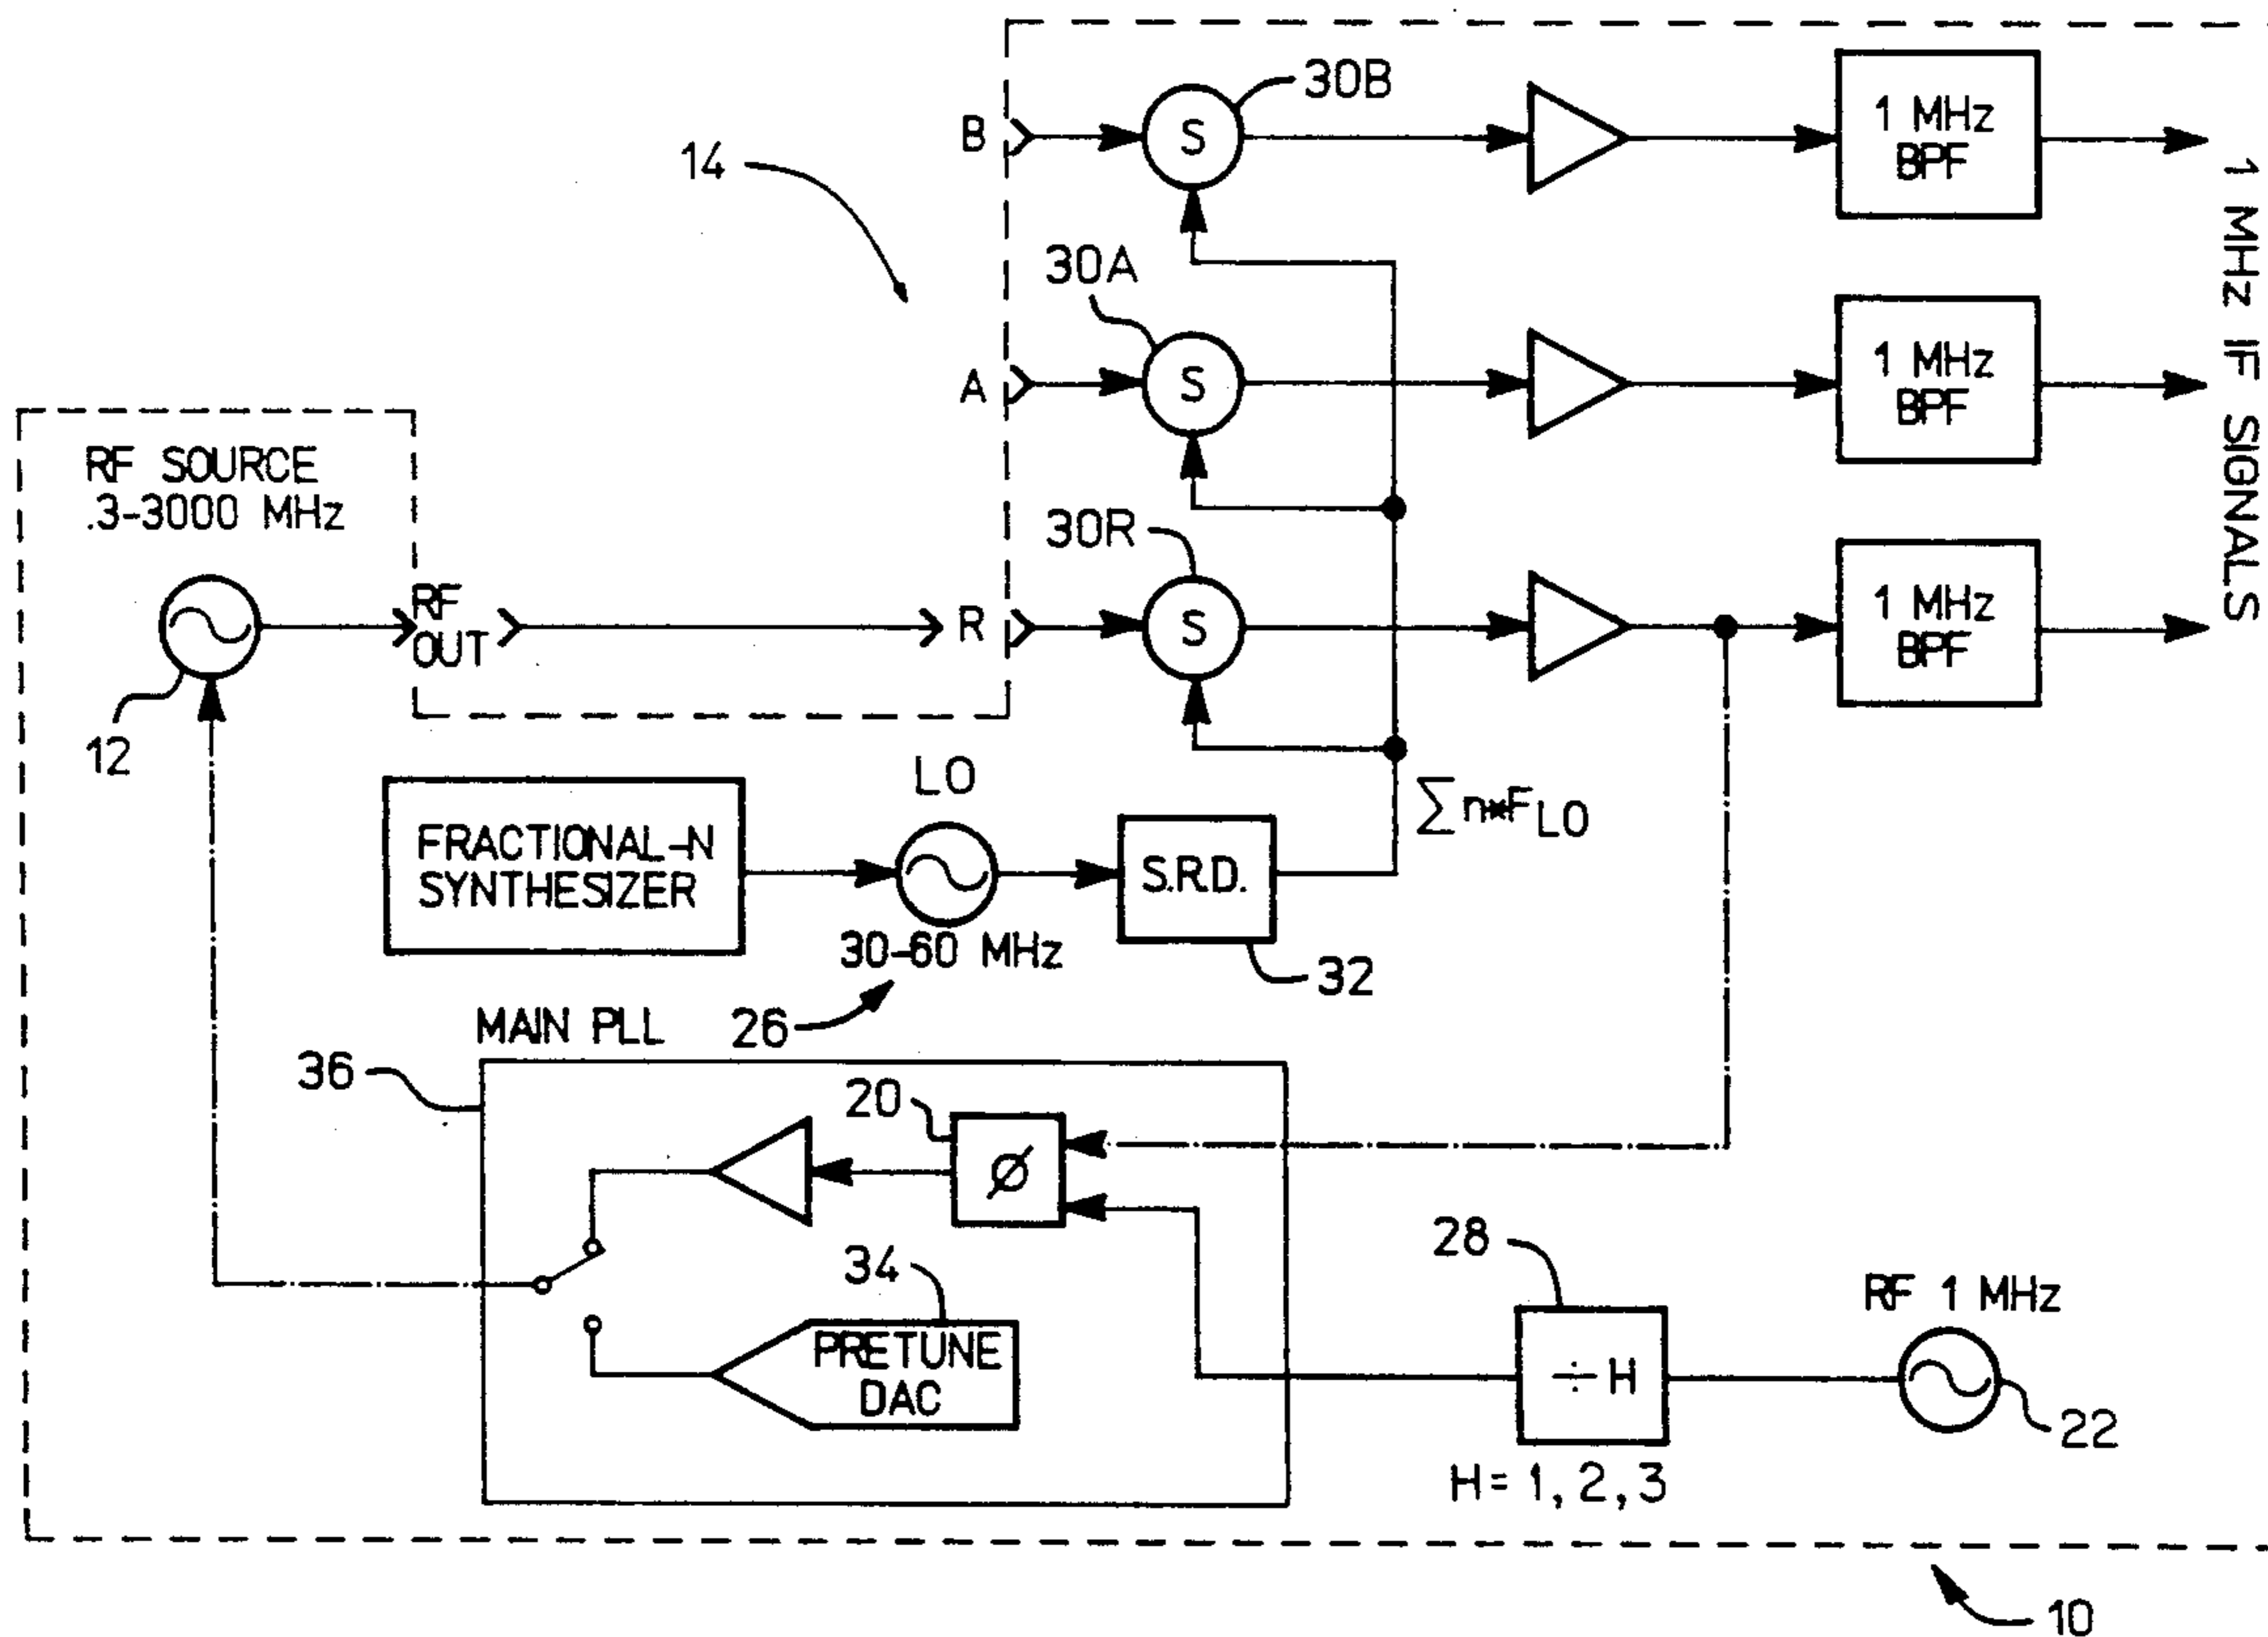 30B
B
S
1 MHz
BPF
14
30A
A
S
1 MHz
BPF
1 MHz IF SIGNALS
RF SOURCE
.3-3000 MHz
30R
RF
OUT
R
S
1 MHz
BPF
12
LO
FRACTIONAL-N
SYNTHESIZER
S.R.D.
∑ n*FLO
30-60 MHz
32
26
MAIN PLL
36
20
ø
34
PRETUNE
DAC
28
÷ H
H = 1, 2, 3
RF 1 MHz
22
10